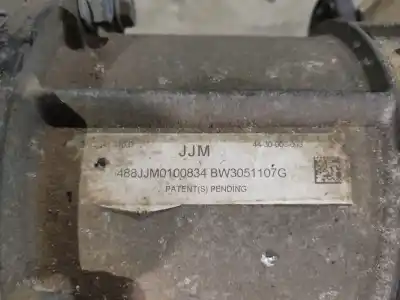 JJM
488JJM0100834 BW3051107G
PATENT(S) PENDING